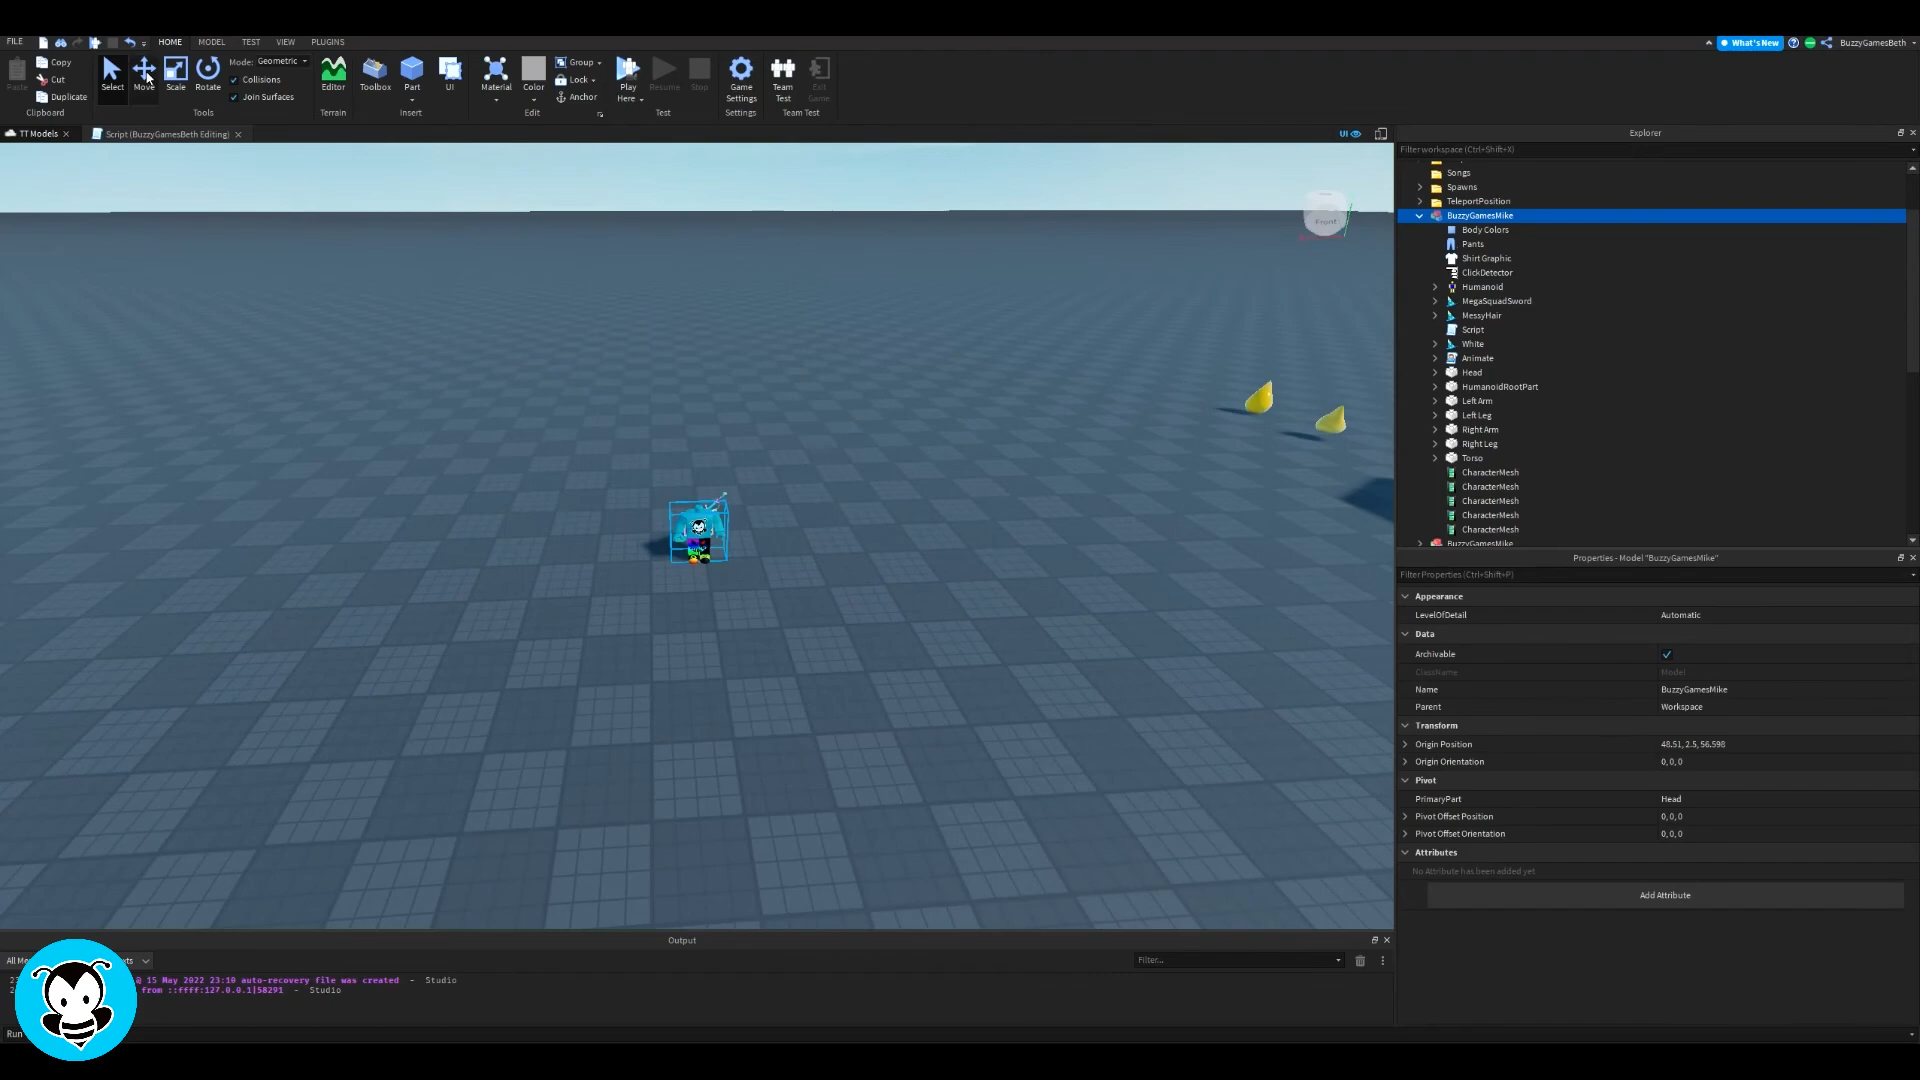 FILE HOME MODEL TEST VIEW PLUGINS What's New BuzzyGamesBeth
Paste Copy Cut Duplicate Select Move Scale Rotate Mode: Geometric Collisions Join Surfaces Editor Toolbox Part UI Material Color Group Lock Anchor Play Here Resume Stop Game Settings Team Test Exit Game
Clipboard Tools Terrain Insert Edit Test Settings Team Test
TT Models Script (BuzzyGamesBeth Editing) UI
Front
Explorer
Filter workspace (Ctrl+Shift+X)
Songs
Spawns
TeleportPosition
BuzzyGamesMike
Body Colors
Pants
Shirt Graphic
ClickDetector
Humanoid
MegaSquadSword
MessyHair
Script
White
Animate
Head
HumanoidRootPart
Left Arm
Left Leg
Right Arm
Right Leg
Torso
CharacterMesh
CharacterMesh
CharacterMesh
CharacterMesh
CharacterMesh
BuzzyGamesMike
Properties - Model "BuzzyGamesMike"
Filter Properties (Ctrl+Shift+P)
Appearance
LevelOfDetail Automatic
Data
Archivable
ClassName Model
Name BuzzyGamesMike
Parent Workspace
Transform
Origin Position 48.51, 2.5, 56.598
Origin Orientation 0, 0, 0
Pivot
PrimaryPart Head
Pivot Offset Position 0, 0, 0
Pivot Offset Orientation 0, 0, 0
Attributes
No Attribute has been added yet
Add Attribute
Output
All Filter...
15 May 2022 23:10 auto-recovery file was created - Studio
from ::ffff:127.0.0.1|58291 - Studio
Run